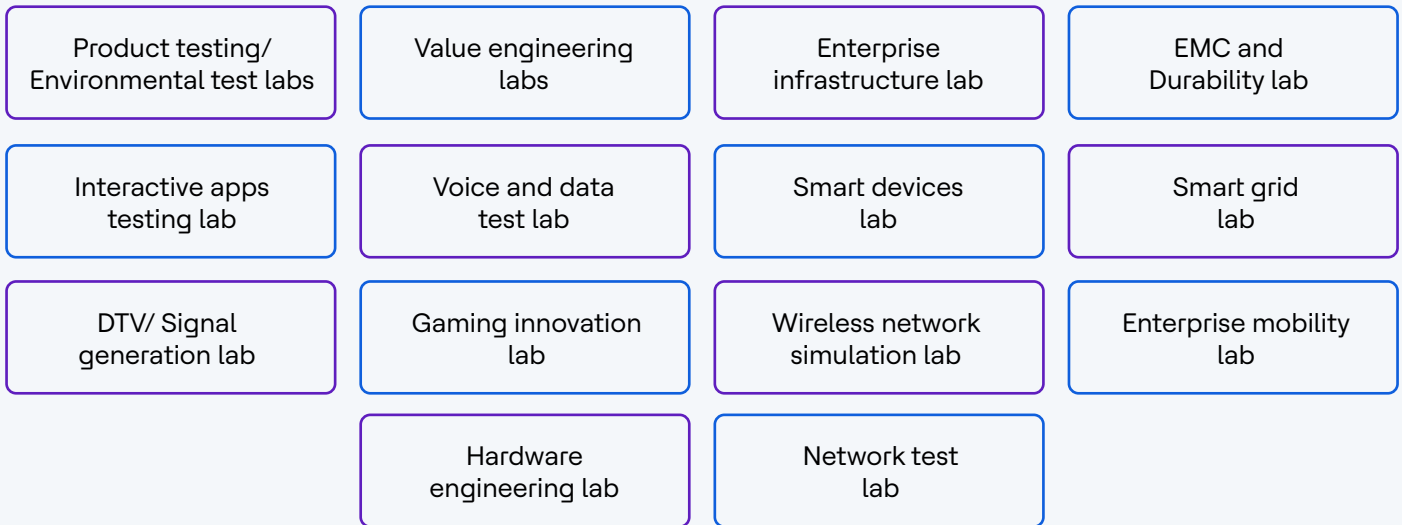 Product testing/
Environmental test labs
Value engineering
labs
Enterprise
infrastructure lab
EMC and
Durability lab
Interactive apps
testing lab
Voice and data
test lab
Smart devices
lab
Smart grid
lab
DTV/ Signal
generation lab
Gaming innovation
lab
Wireless network
simulation lab
Enterprise mobility
lab
Hardware
engineering lab
Network test
lab